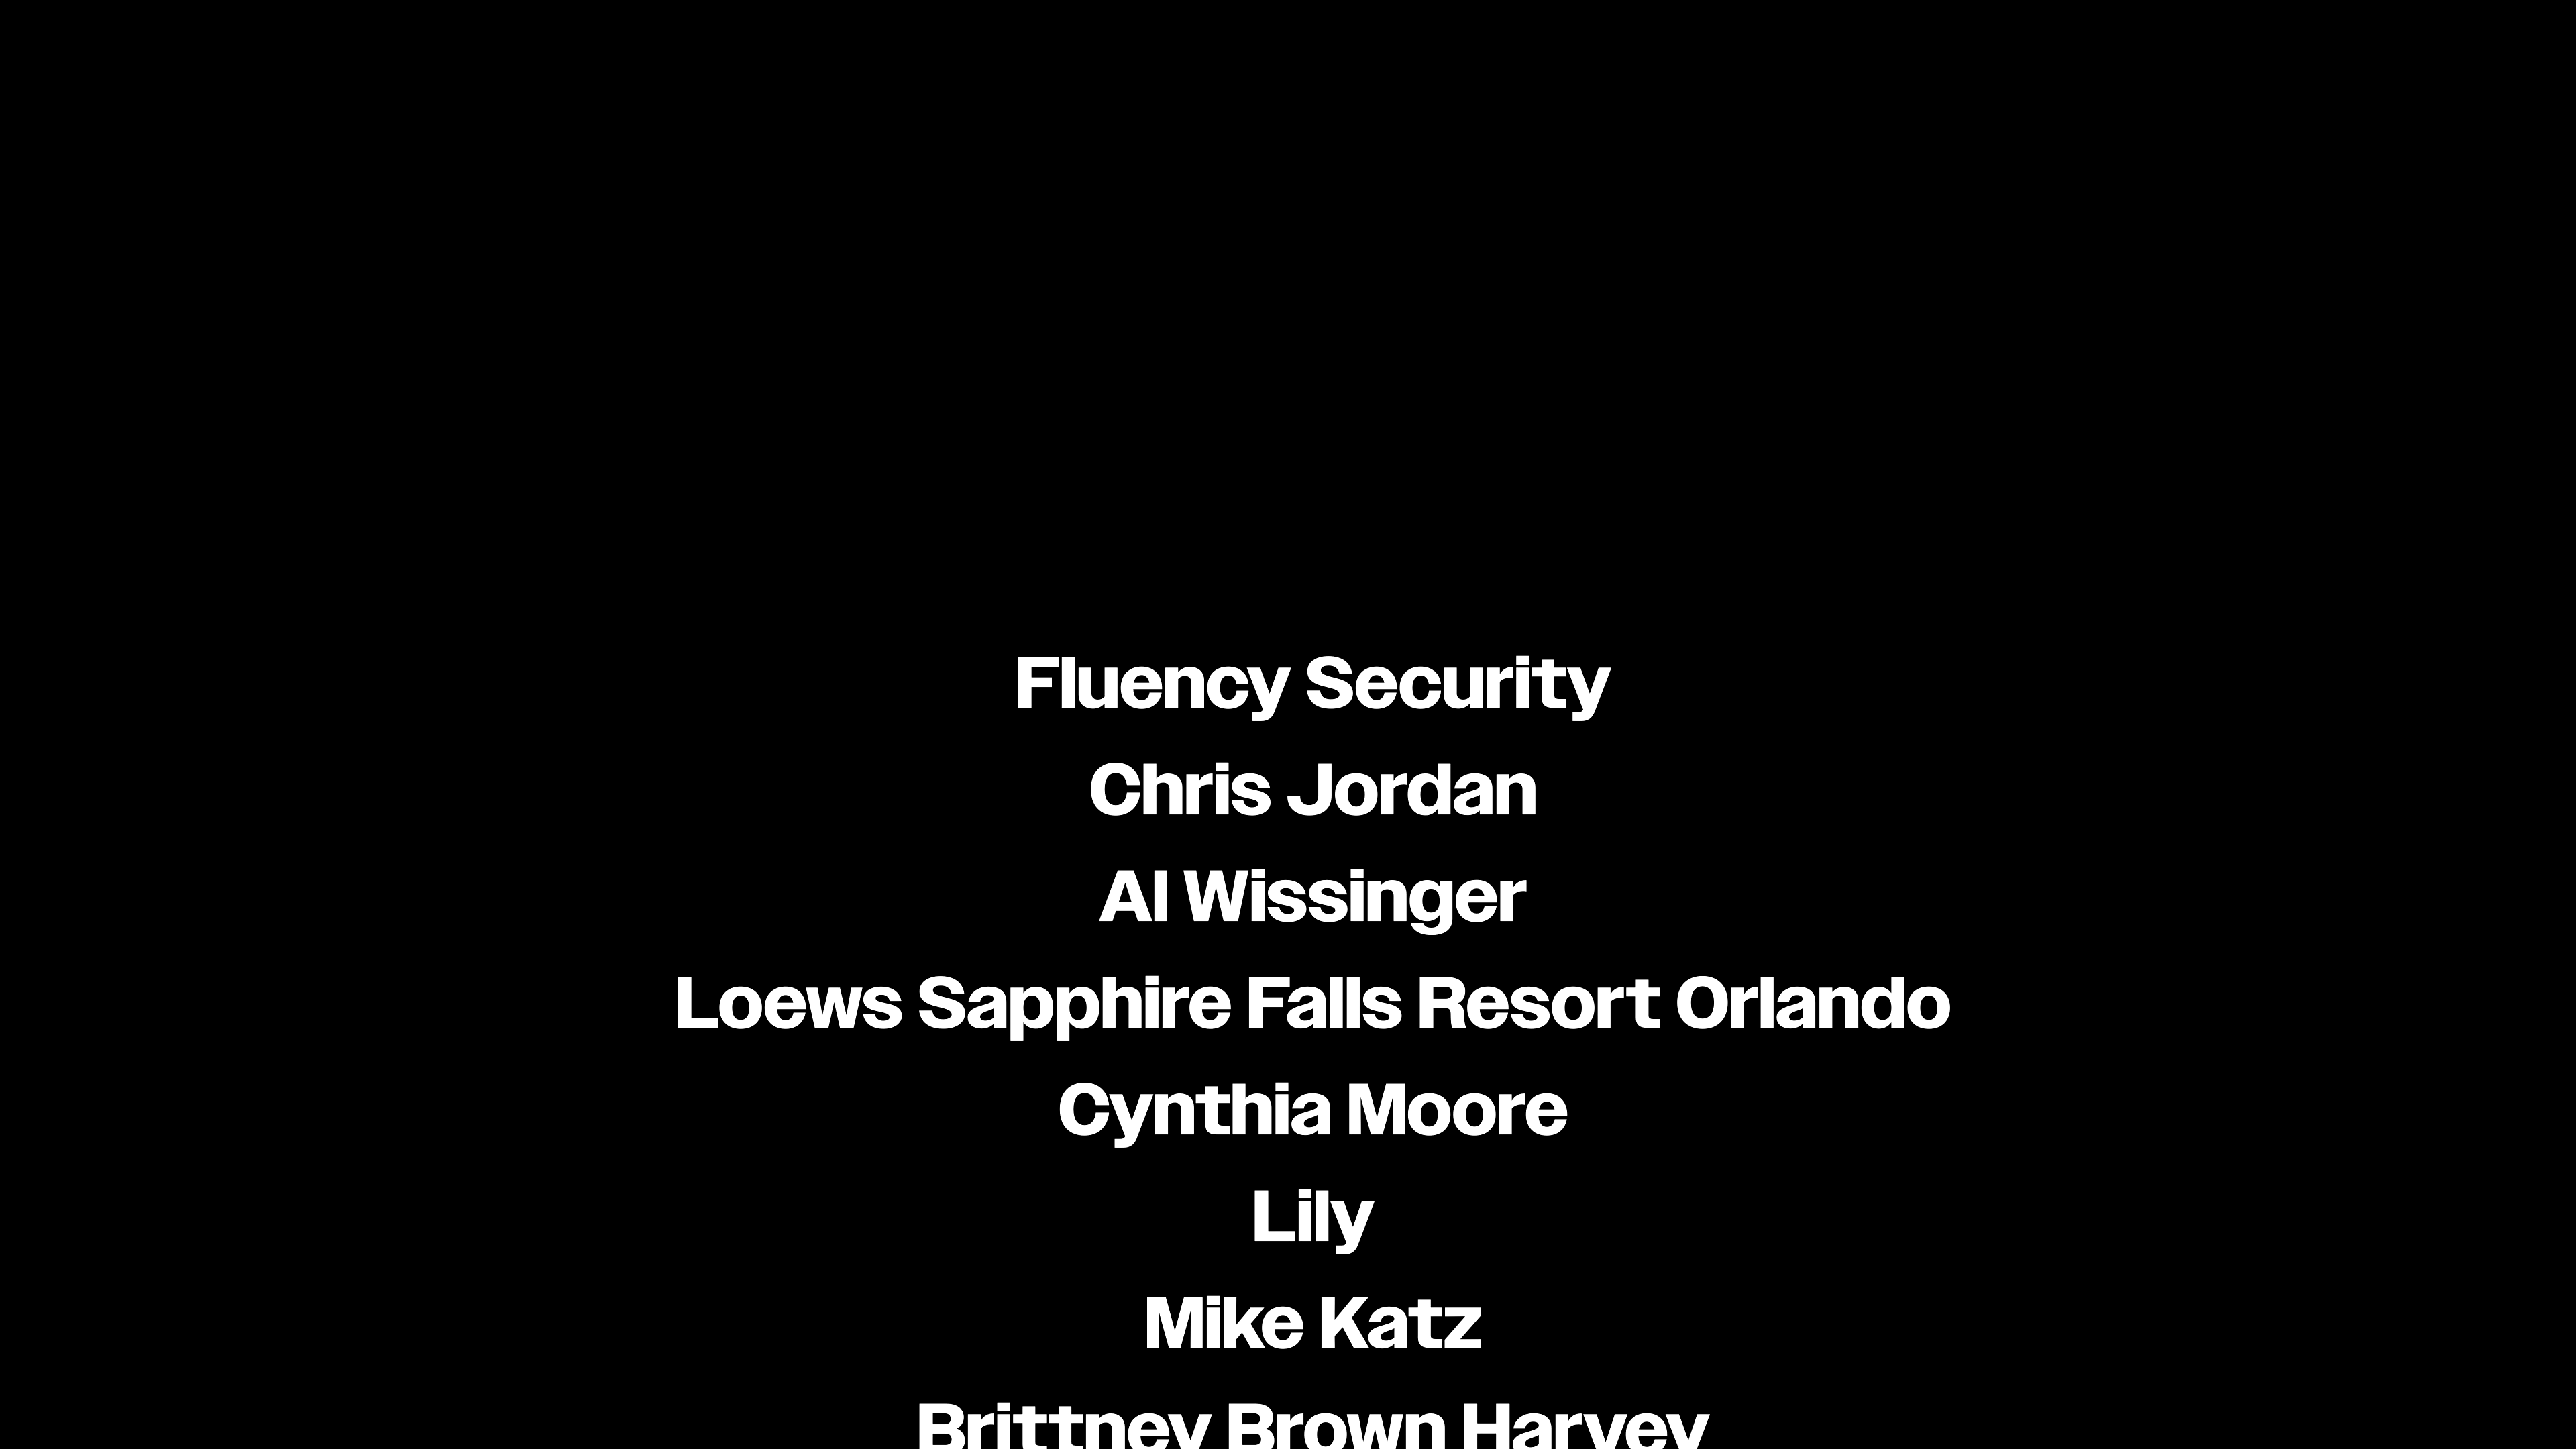 Fluency Security
Chris Jordan
Al Wissinger
Loews Sapphire Falls Resort Orlando
Cynthia Moore
Lily
Mike Katz
Brittney Brown Harvey